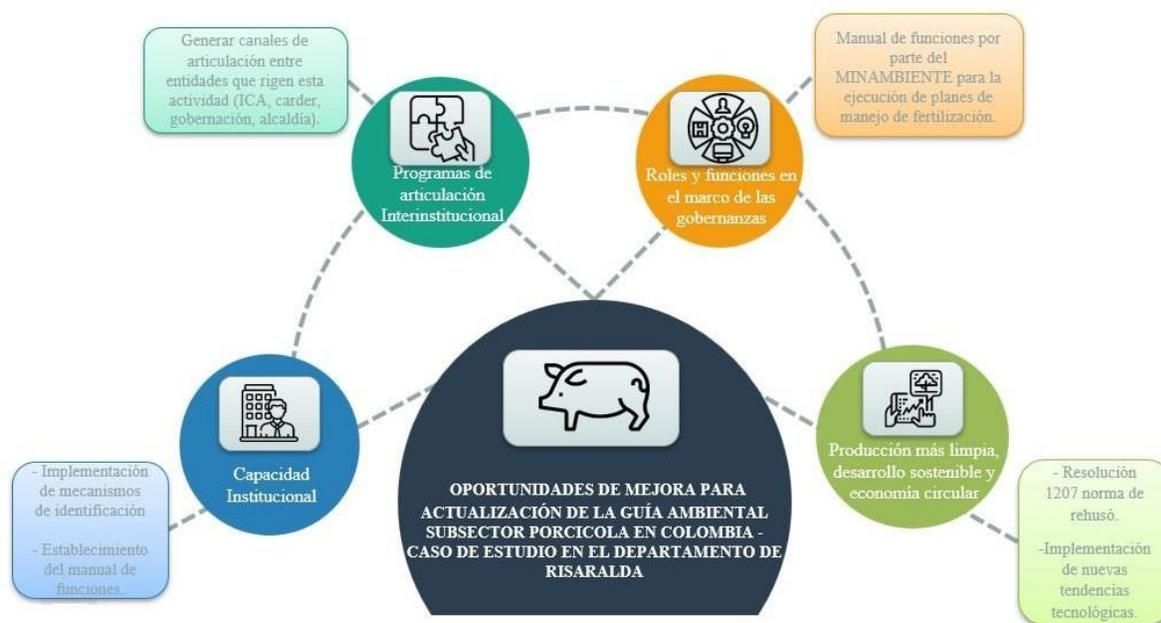 Generar canales de
articulación entre
entidades que rigen esta
actividad (ICA, carder,
gobernación, alcaldía).
Manual de funciones por
parte del
MINAMBIENTE para la
ejecución de planes de
manejo de fertilización.
Programas de
articulación
Interinstitucional
Roles y funciones en
el marco de las
gobernanzas
Capacidad
Institucional
Producción más limpia,
desarrollo sostenible y
economía circular
- Implementación
de mecanismos
de identificación
- Establecimiento
del manual de
funciones.
- Resolución
1207 norma de
rehusó.
-Implementación
de nuevas
tendencias
tecnológicas.
OPORTUNIDADES DE MEJORA PARA
ACTUALIZACIÓN DE LA GUÍA AMBIENTAL
SUBSECTOR PORCICOLA EN COLOMBIA -
CASO DE ESTUDIO EN EL DEPARTAMENTO DE
RISARALDA